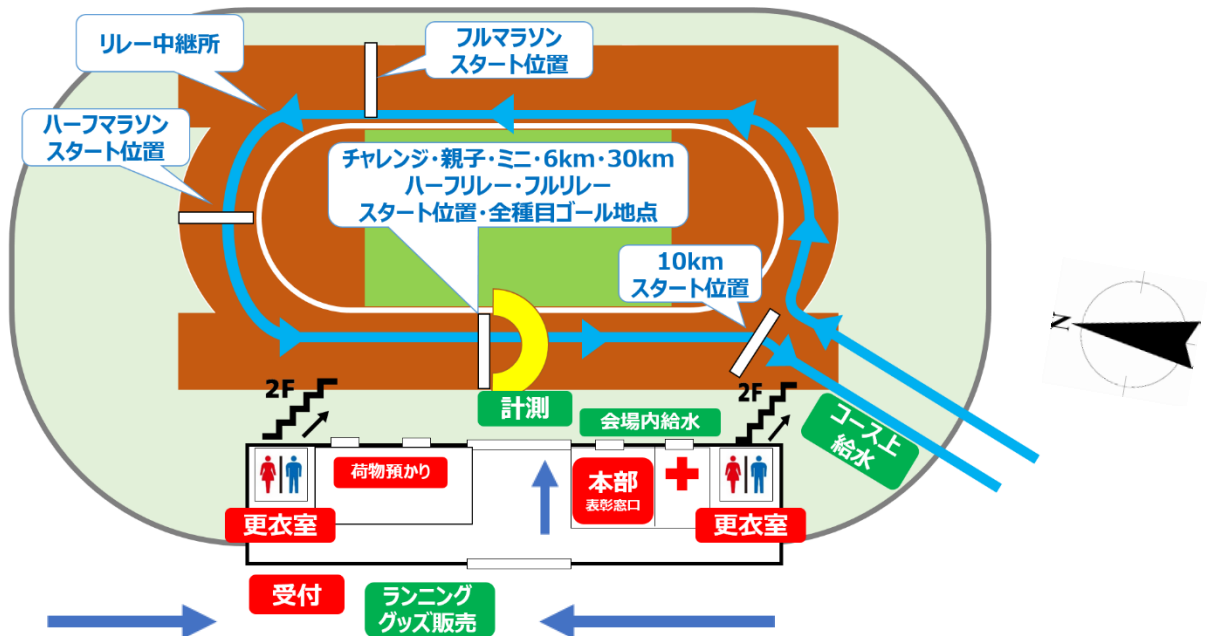 リレー中継所
フルマラソン
スタート位置
ハーフマラソン
スタート位置
チャレンジ・親子・ミニ・6km・30km
ハーフリレー・フルリレー
スタート位置・全種目ゴール地点
10km
スタート位置
N
2F
計測
会場内給水
2F
コース上
給水
荷物預かり
本部
表彰窓口
更衣室
更衣室
受付
ランニング
グッズ販売